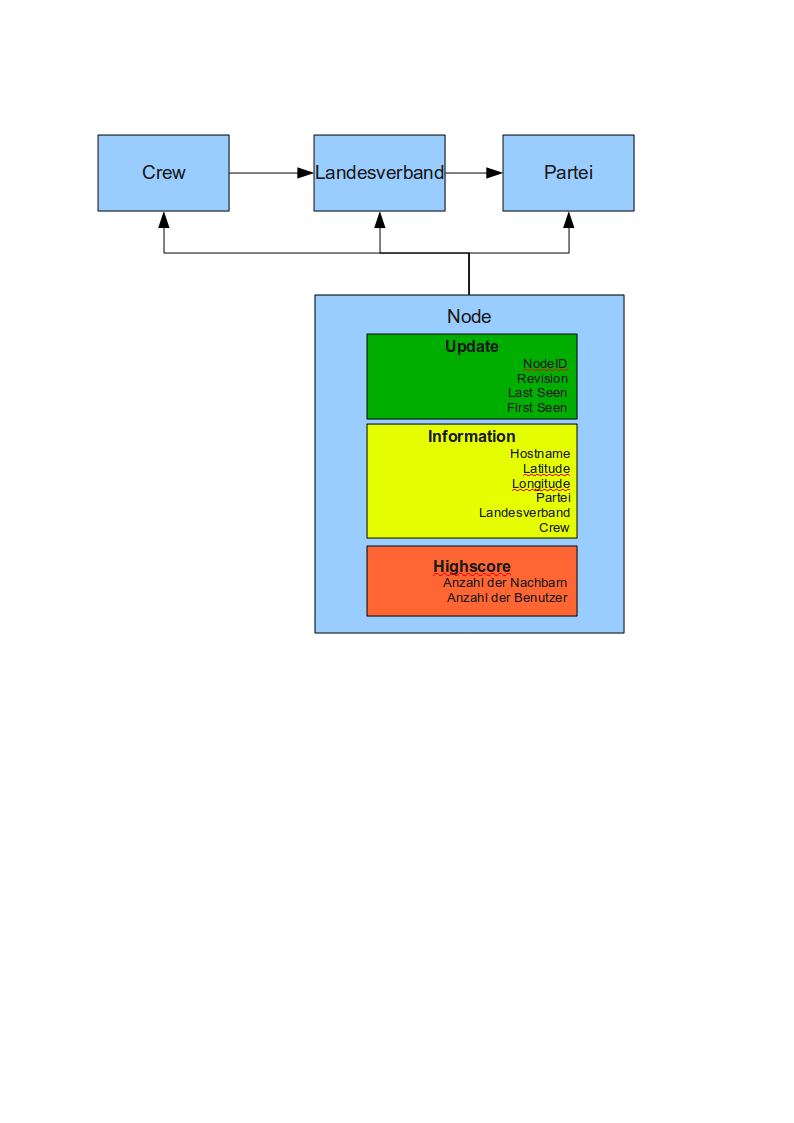 Crew
Landesverband
Partei
Node
Update
NodeID
Revision
Last Seen
First Seen
Information
Hostname
Latitude
Longitude
Partei
Landesverband
Crew
Highscore
Anzahl der Nachbarn
Anzahl der Benutzer